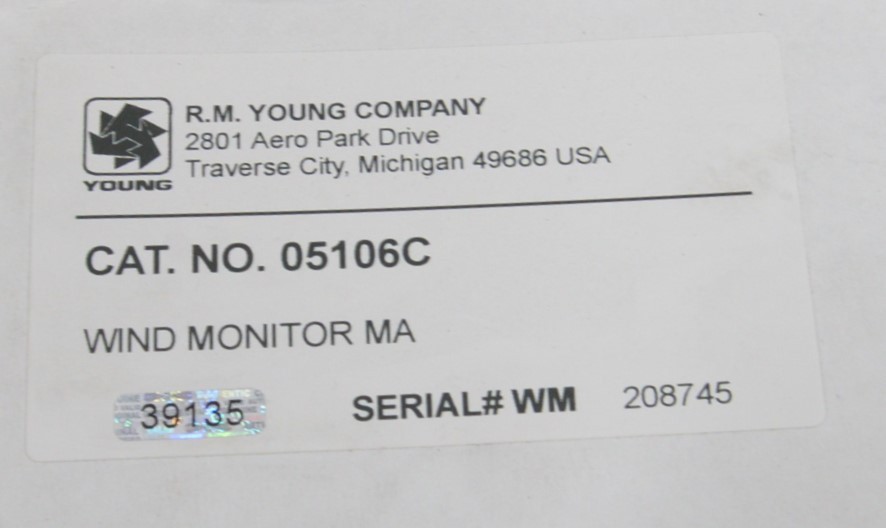 R.M. YOUNG COMPANY
2801 Aero Park Drive
Traverse City, Michigan 49686 USA
YOUNG
CAT. NO. 05106C
WIND MONITOR MA
39135
SERIAL# WM 208745